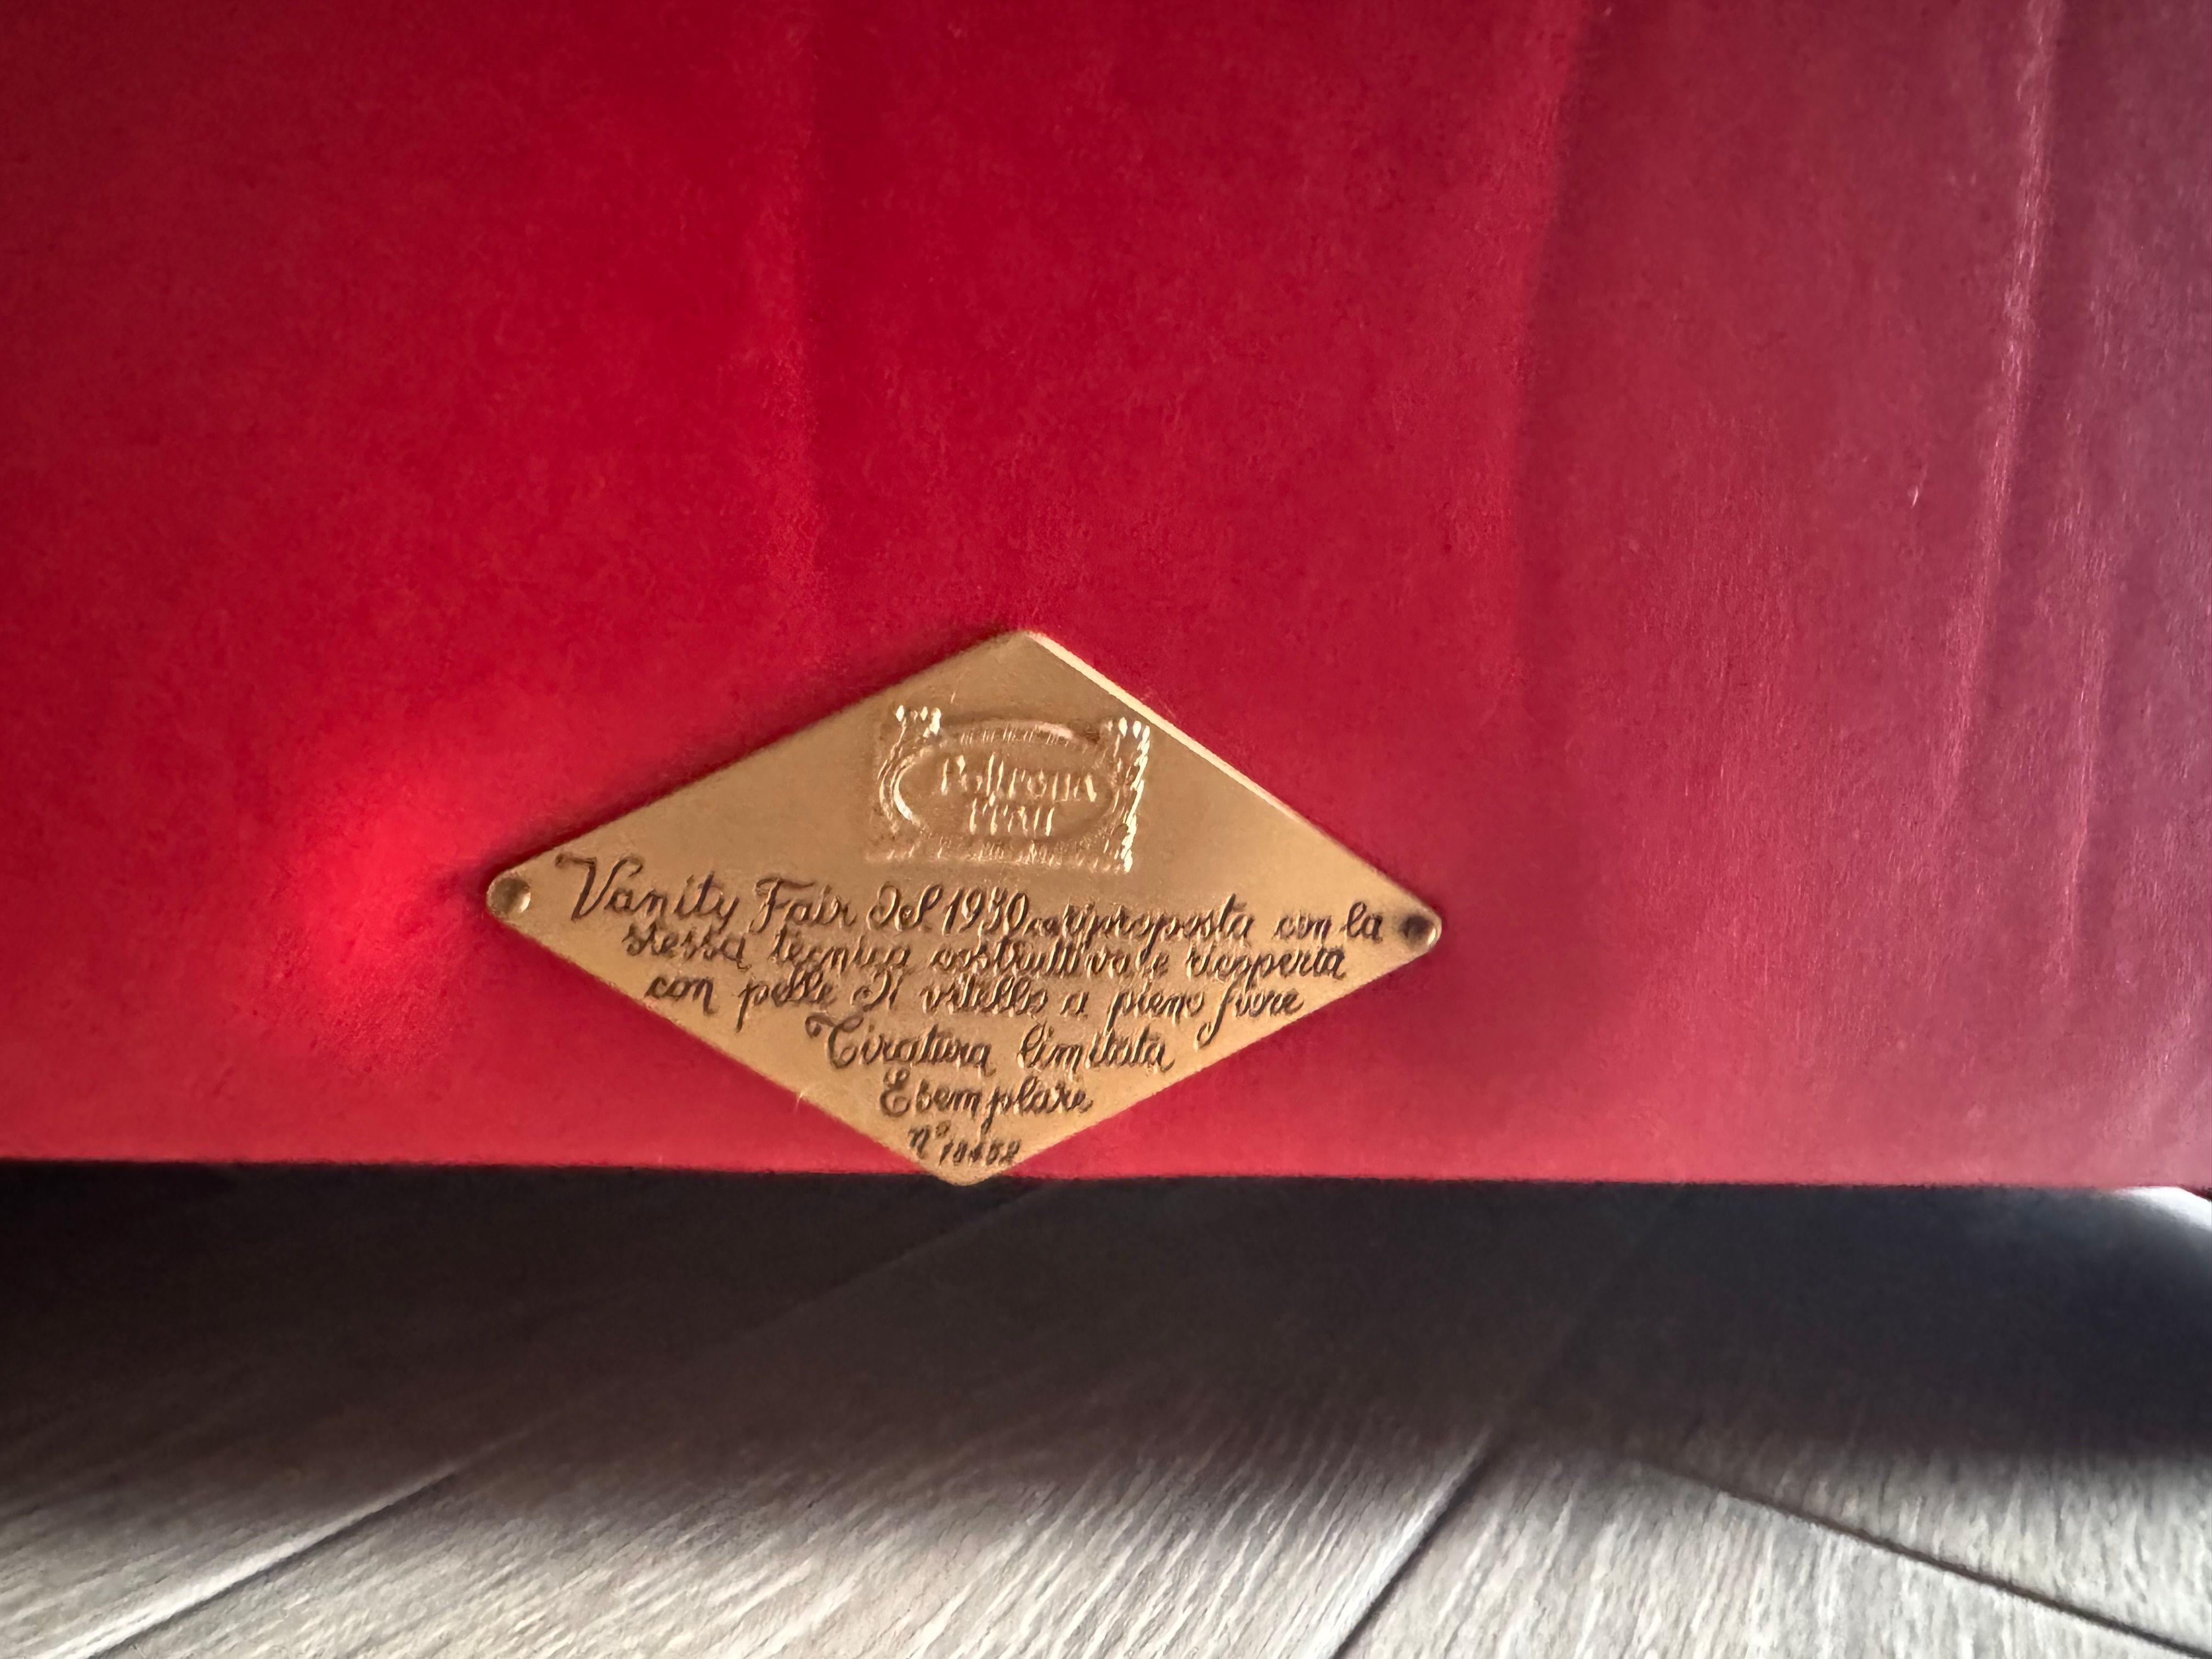 Poltrona
Frau
Vanity Fair del 1930 riproposta con la
stessa tecnica costruttiva e ricoperta
con pelle di vitello a pieno fiore
Tiratura limitata
Esemplare
n°